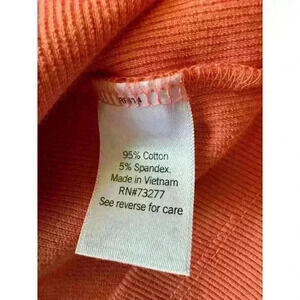 95% Cotton
5% Spandex.
Made in Vietnam
RN#73277
See reverse for care